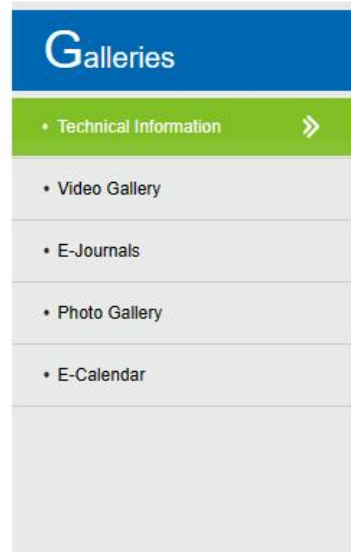 Galleries
• Technical Information
• Video Gallery
• E-Journals
• Photo Gallery
• E-Calendar